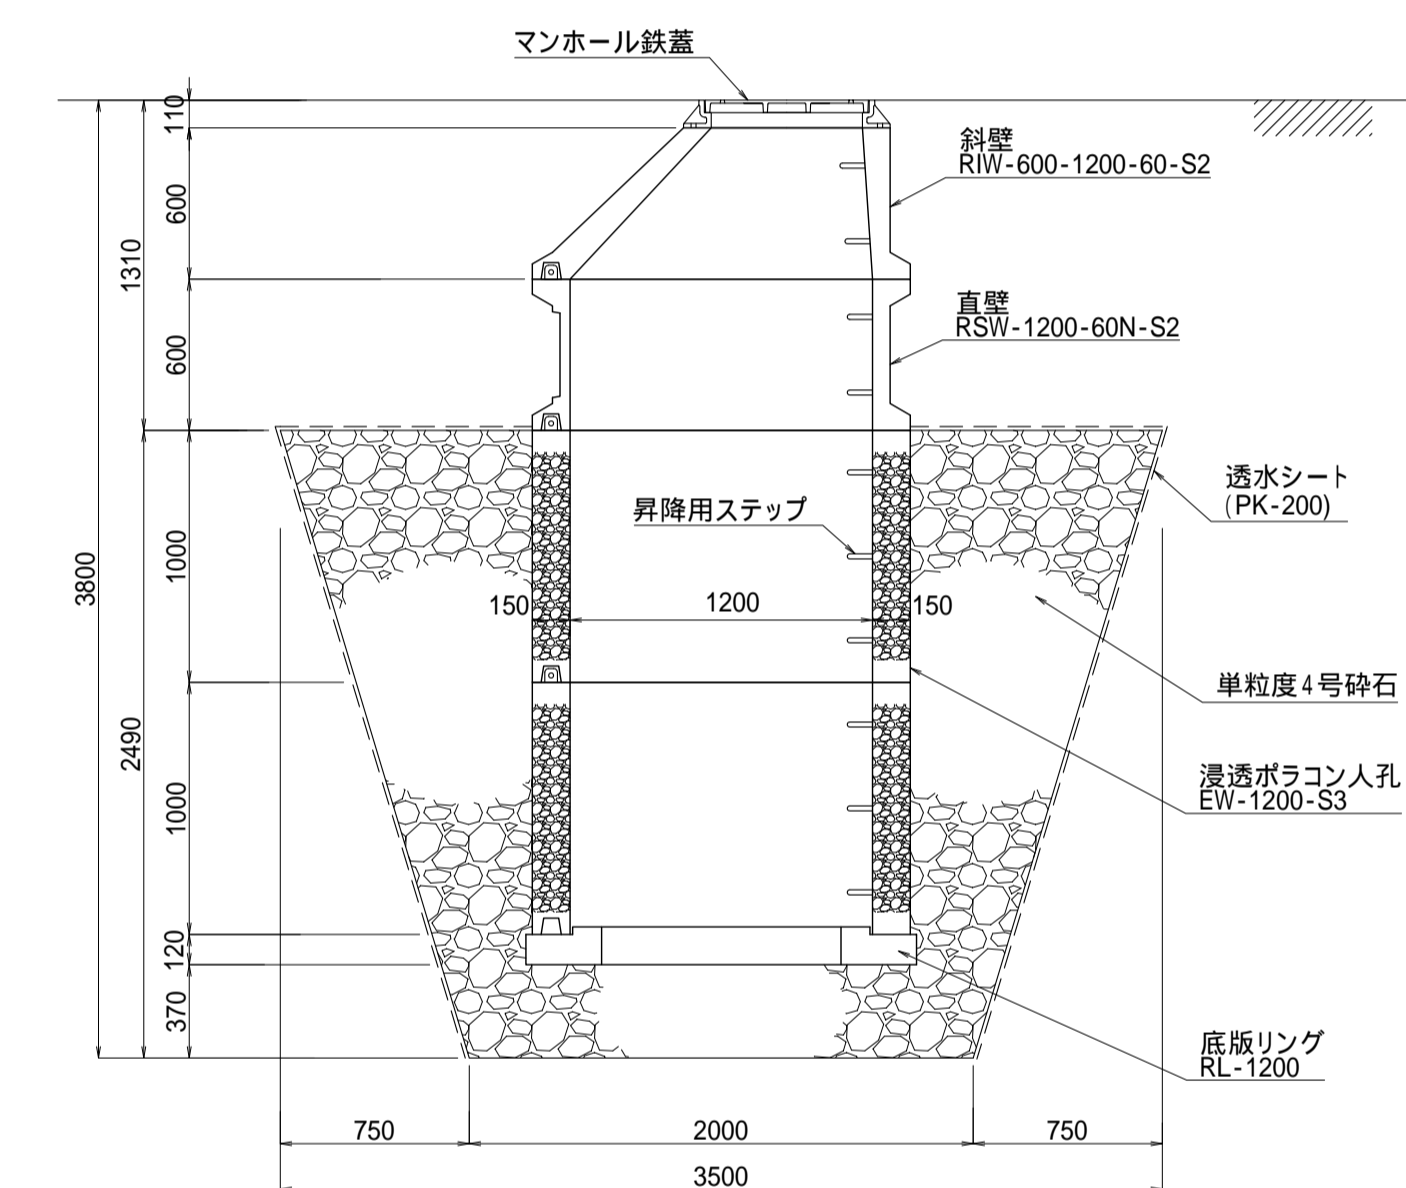 マンホール鉄蓋
110
斜壁
RIW-600-1200-60-S2
600
1310
直壁
RSW-1200-60N-S2
600
透水シート
(PK-200)
昇降用ステップ
1000
3800
150
1200
150
単粒度4号砕石
2490
浸透ポラコン人孔
EW-1200-S3
1000
120
370
底版リング
RL-1200
750
2000
750
3500